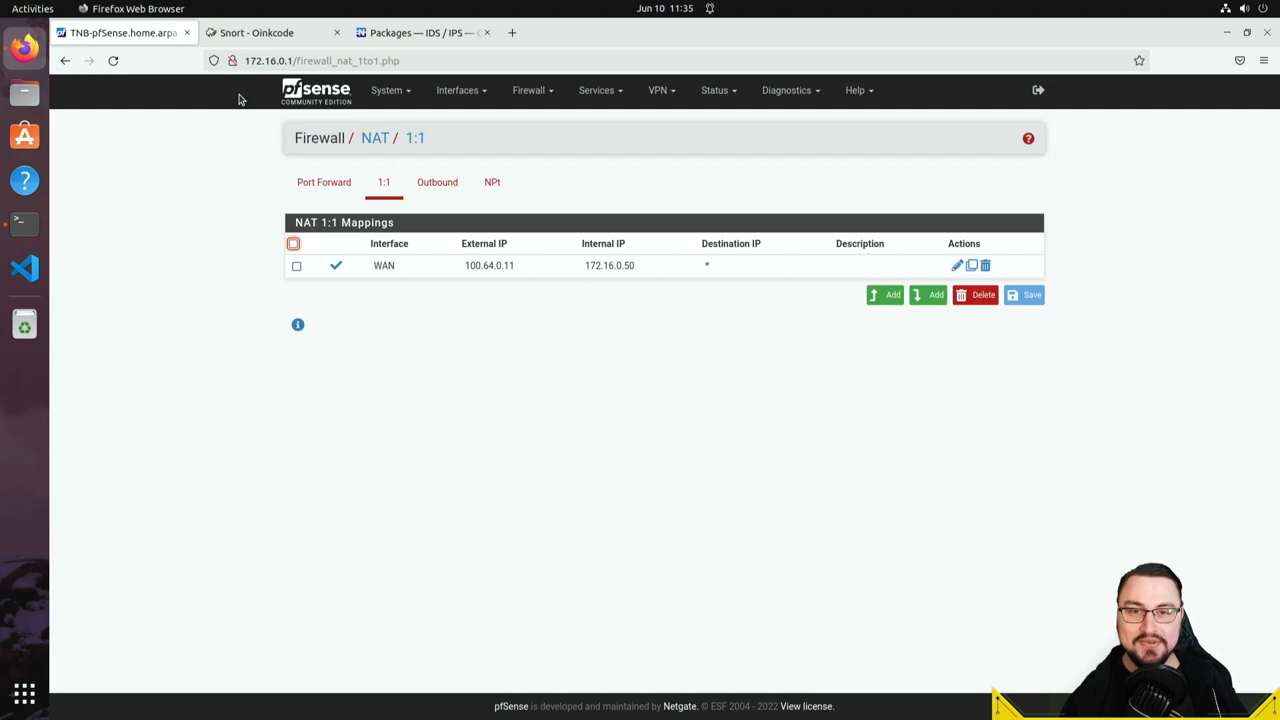 Activities
Firefox Web Browser
Jun 10 11:35
TNB-pfSense.home.arpa
Snort - Oinkcode
Packages — IDS / IPS —
172.16.0.1/firewall_nat_1to1.php
pfsense
COMMUNITY EDITION
System
Interfaces
Firewall
Services
VPN
Status
Diagnostics
Help
Firewall / NAT / 1:1
Port Forward
1:1
Outbound
NPt
NAT 1:1 Mappings
Interface External IP Internal IP Destination IP Description Actions
WAN 100.64.0.11 172.16.0.50 *
Add
Add
Delete
Save
pfSense is developed and maintained by Netgate. © ESF 2004 - 2022 View license.